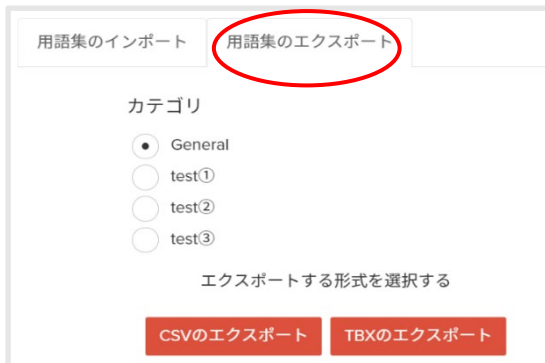 用語集のインポート 用語集のエクスポート
カテゴリ
General
test①
test②
test③
エクスポートする形式を選択する
CSVのエクスポート TBXのエクスポート